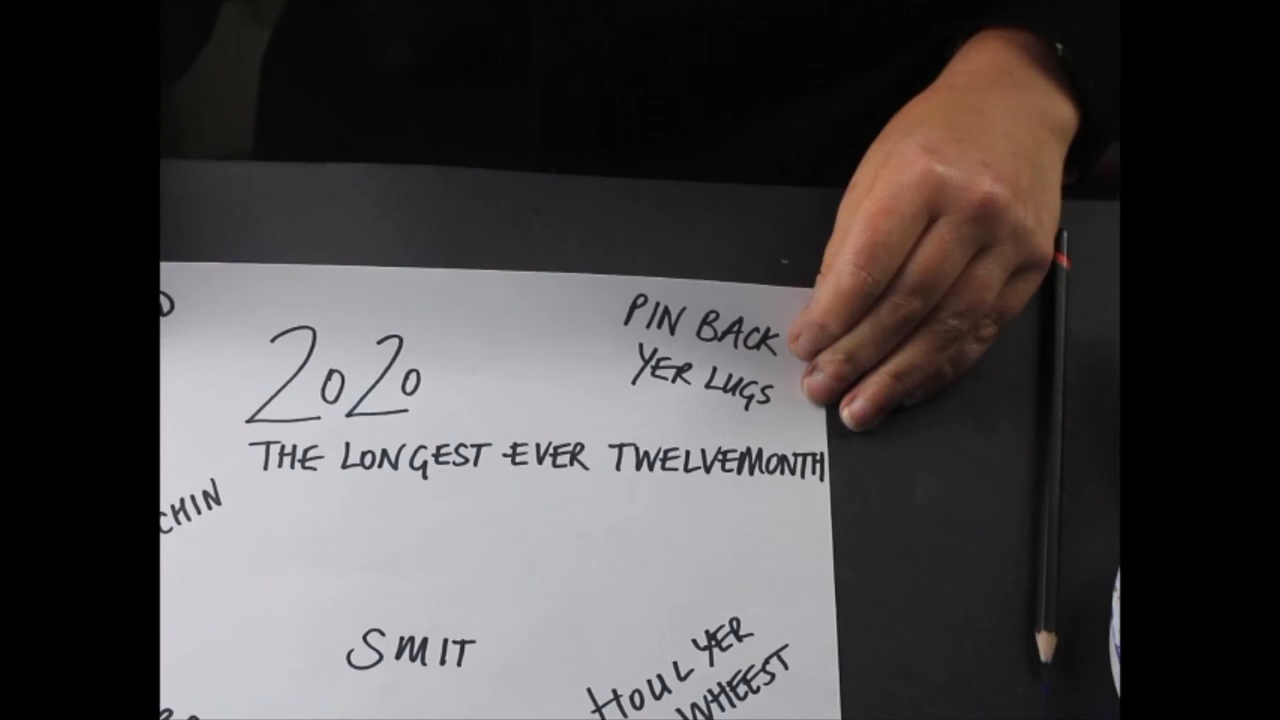 2020
PIN BACK
YER LUGS
THE LONGEST EVER TWELVEMONTH
CHIN
SMIT
HOUL YER
WHEEST